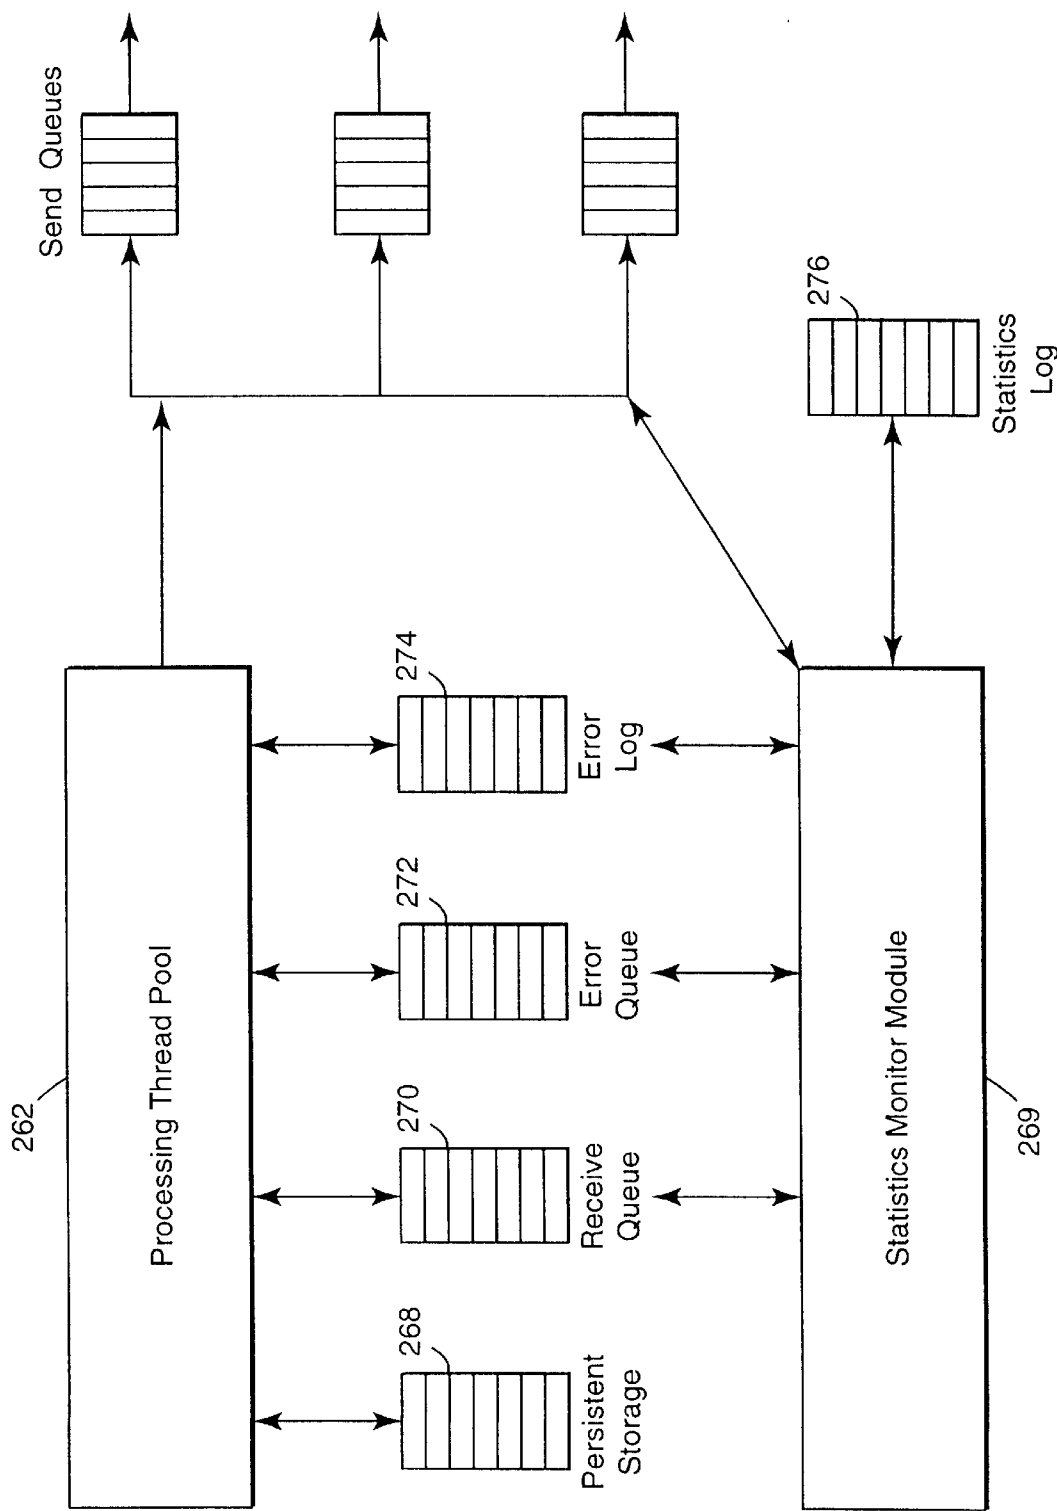 262
Processing Thread Pool
Send Queues
268
Persistent
Storage
270
Receive
Queue
272
Error
Queue
274
Error
Log
276
Statistics
Log
Statistics Monitor Module
269